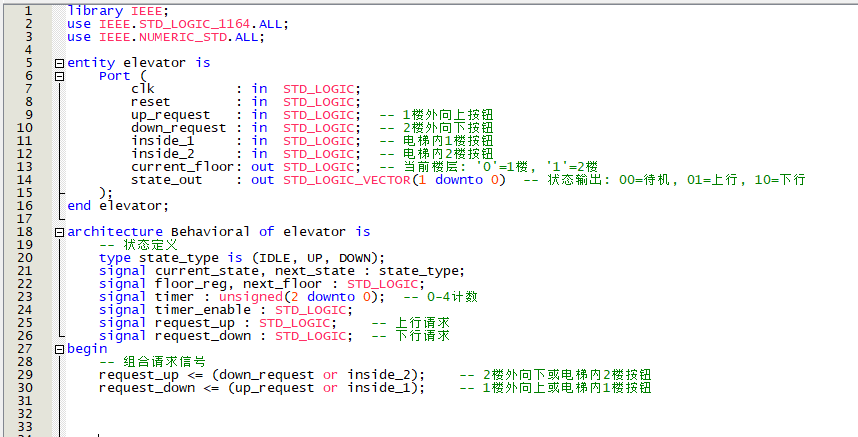 1 library IEEE;
2 use IEEE.STD_LOGIC_1164.ALL;
3 use IEEE.NUMERIC_STD.ALL;
4
5 entity elevator is
6 Port (
7 clk : in STD_LOGIC;
8 reset : in STD_LOGIC;
9 up_request : in STD_LOGIC; -- 1楼外向上按钮
10 down_request : in STD_LOGIC; -- 2楼外向下按钮
11 inside_1 : in STD_LOGIC; -- 电梯内1楼按钮
12 inside_2 : in STD_LOGIC; -- 电梯内2楼按钮
13 current_floor: out STD_LOGIC; -- 当前楼层: '0'=1楼, '1'=2楼
14 state_out : out STD_LOGIC_VECTOR(1 downto 0) -- 状态输出: 00=待机, 01=上行, 10=下行
15 );
16 end elevator;
17
18 architecture Behavioral of elevator is
19 -- 状态定义
20 type state_type is (IDLE, UP, DOWN);
21 signal current_state, next_state : state_type;
22 signal floor_reg, next_floor : STD_LOGIC;
23 signal timer : unsigned(2 downto 0); -- 0-4计数
24 signal timer_enable : STD_LOGIC;
25 signal request_up : STD_LOGIC; -- 上行请求
26 signal request_down : STD_LOGIC; -- 下行请求
27 begin
28 -- 组合请求信号
29 request_up <= (down_request or inside_2); -- 2楼外向下或电梯内2楼按钮
30 request_down <= (up_request or inside_1); -- 1楼外向上或电梯内1楼按钮
31
32
33